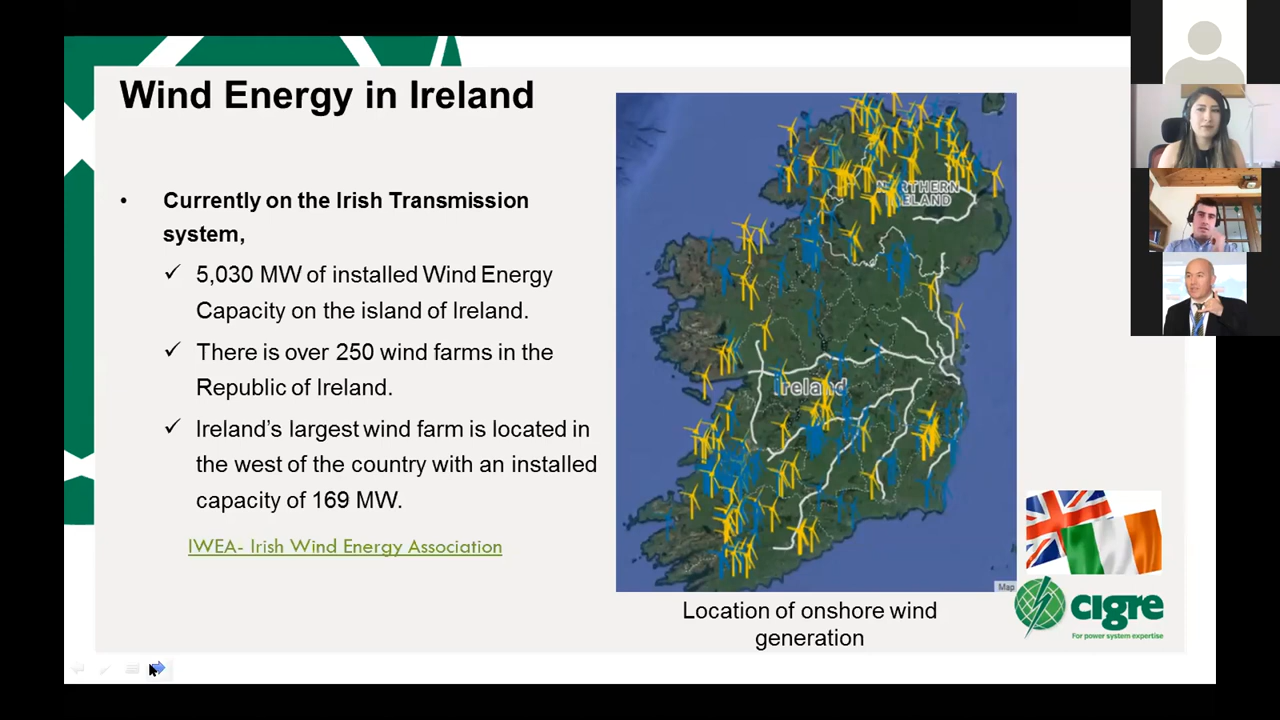 Wind Energy in Ireland
• Currently on the Irish Transmission
system,
✓ 5,030 MW of installed Wind Energy
Capacity on the island of Ireland.
✓ There is over 250 wind farms in the
Republic of Ireland.
✓ Ireland's largest wind farm is located in
the west of the country with an installed
capacity of 169 MW.
IWEA- Irish Wind Energy Association
NORTHERN
IRELAND
Ireland
Map
Location of onshore wind
generation
cigre
For power system expertise